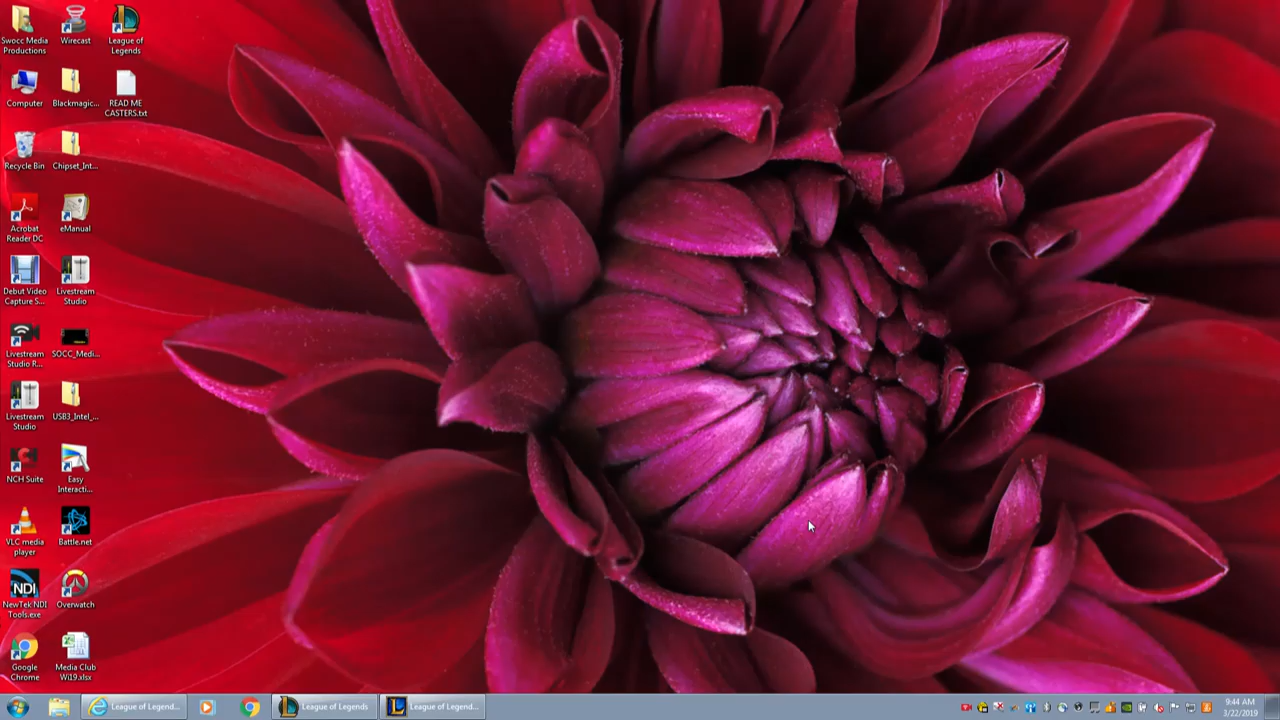 Swocc Media
Productions
Wirecast
League of
Legends
Computer
Blackmagic...
READ ME
CASTERS.txt
Recycle Bin
Chipset_Int...
Acrobat
Reader DC
eManual
Debut Video
Capture S...
Livestream
Studio
Livestream
Studio R...
SOCC_Medi...
Livestream
Studio
USB3_Intel_...
NCH Suite
Easy
Interacti...
VLC media
player
Battle.net
NDI
NewTek NDI
Tools.exe
Overwatch
Google
Chrome
Media Club
Wi19.xlsx
League of Legend...
League of Legends
League of Legend...
9:44 AM
3/22/2019